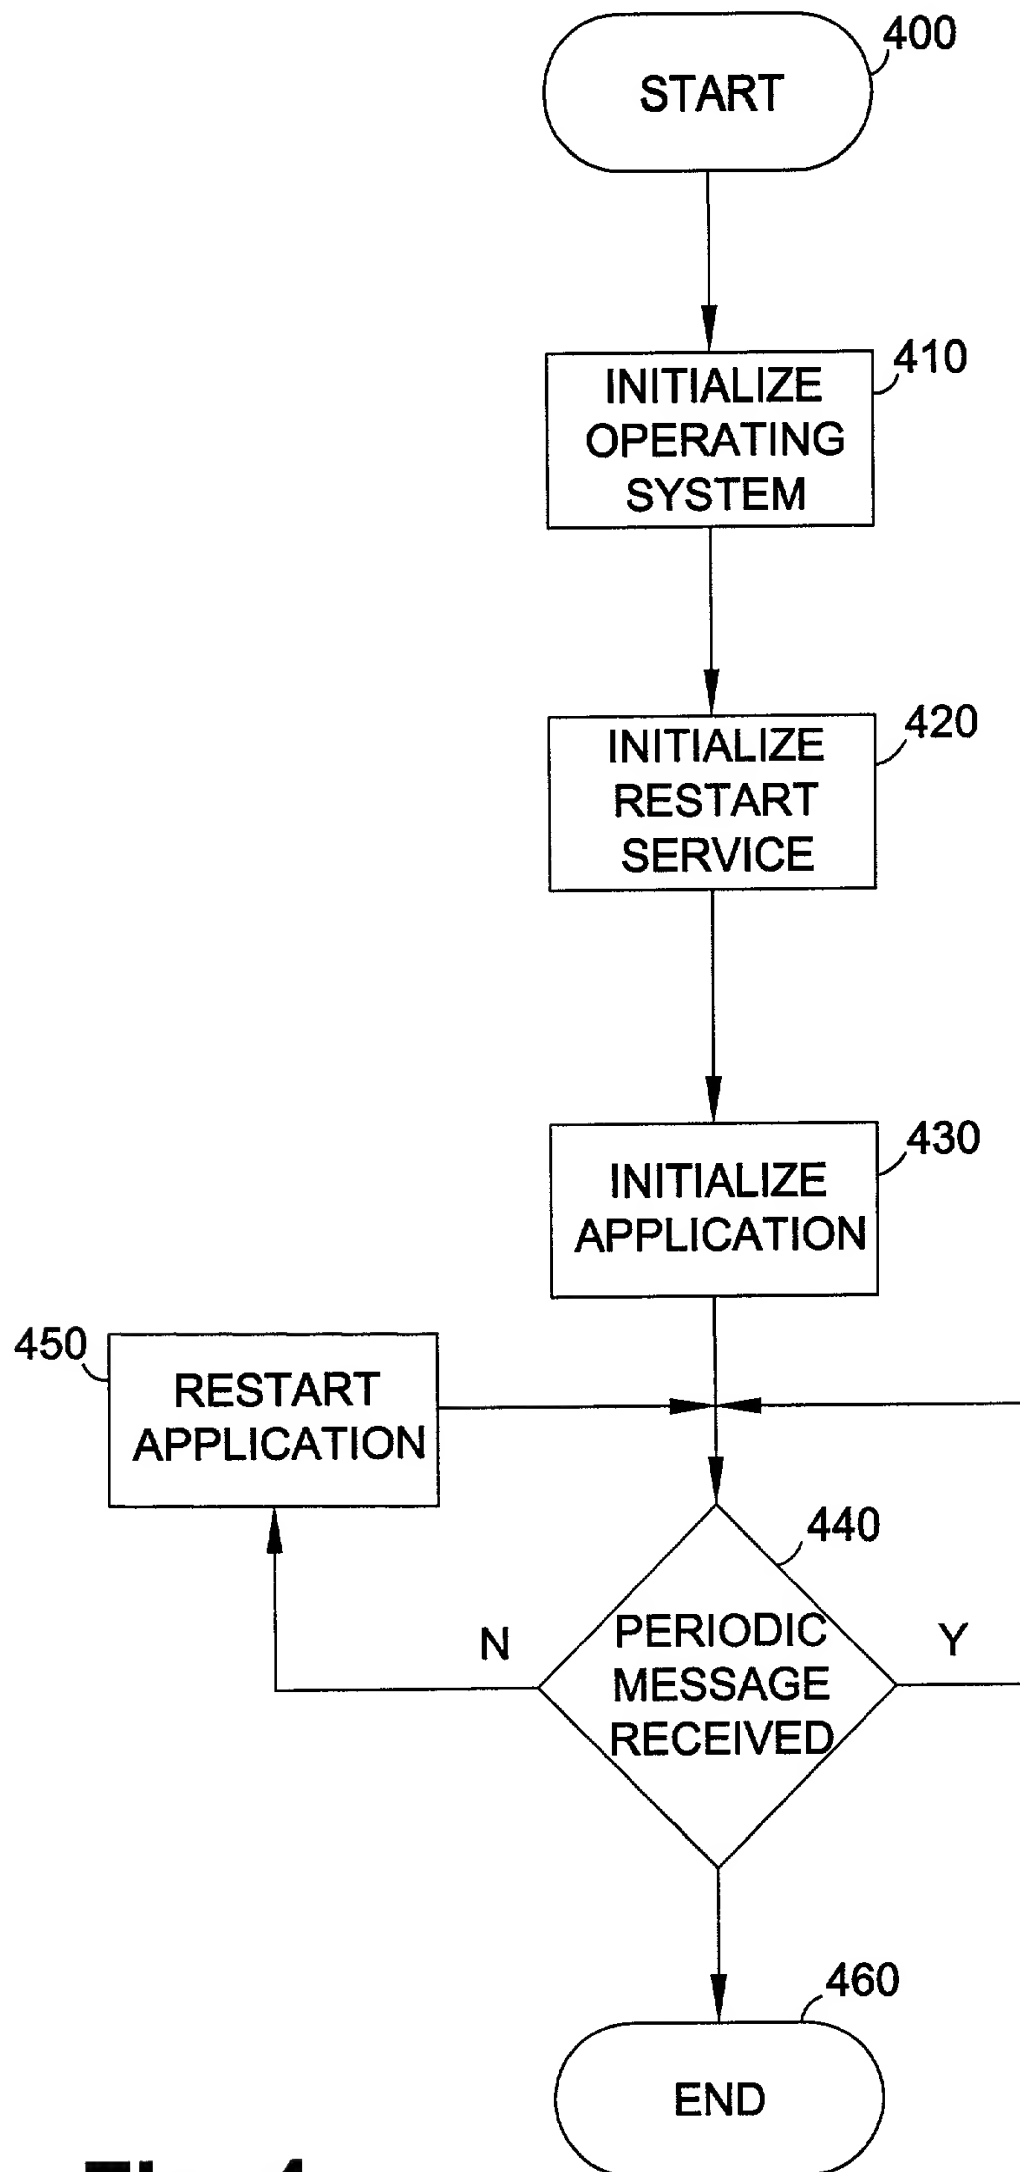 400
START
410
INITIALIZE
OPERATING
SYSTEM
420
INITIALIZE
RESTART
SERVICE
430
INITIALIZE
APPLICATION
450
RESTART
APPLICATION
440
N
PERIODIC
MESSAGE
RECEIVED
Y
460
END